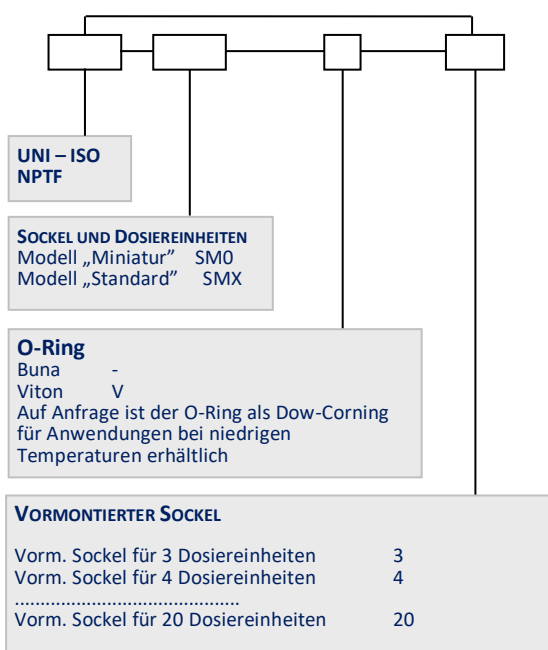 UNI – ISO
NPTF
SOCKEL UND DOSIEREINHEITEN
Modell „Miniatur” SM0
Modell „Standard” SMX
O-Ring
Buna -
Viton V
Auf Anfrage ist der O-Ring als Dow-Corning
für Anwendungen bei niedrigen
Temperaturen erhältlich
VORMONTIERTER SOCKEL
Vorm. Sockel für 3 Dosiereinheiten 3
Vorm. Sockel für 4 Dosiereinheiten 4
............................................
Vorm. Sockel für 20 Dosiereinheiten 20